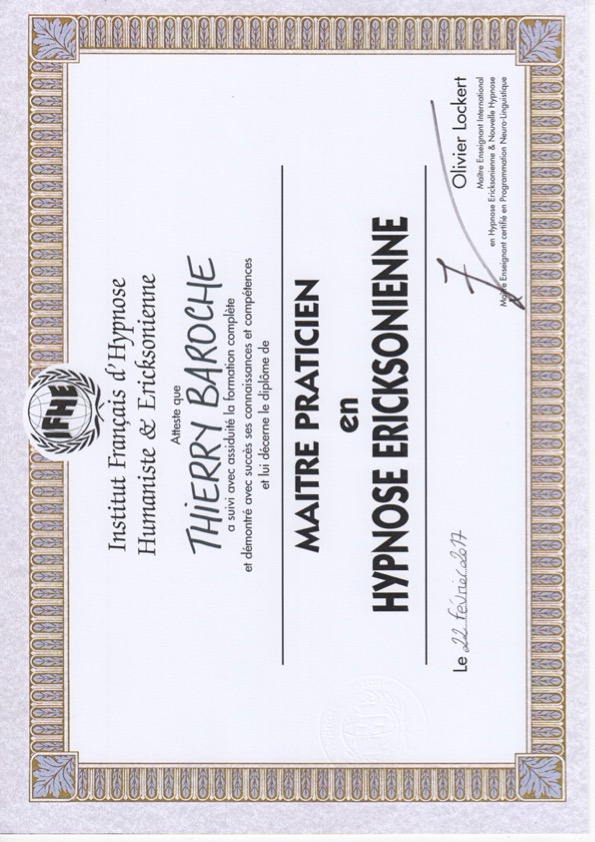 IFHE
Institut Français d'Hypnose
Humaniste & Ericksonienne
Atteste que
THIERRY BAROCHE
a suivi avec assiduité la formation complète
et démontré avec succès ses connaissances et compétences
et lui décerne le diplôme de
MAITRE PRATICIEN
en
HYPNOSE ERICKSONIENNE
Le 22 février 2017
Olivier Lockert
Maître Enseignant International
en Hypnose Ericksonienne & Nouvelle Hypnose
Maître Enseignant certifié en Programmation Neuro-Linguistique